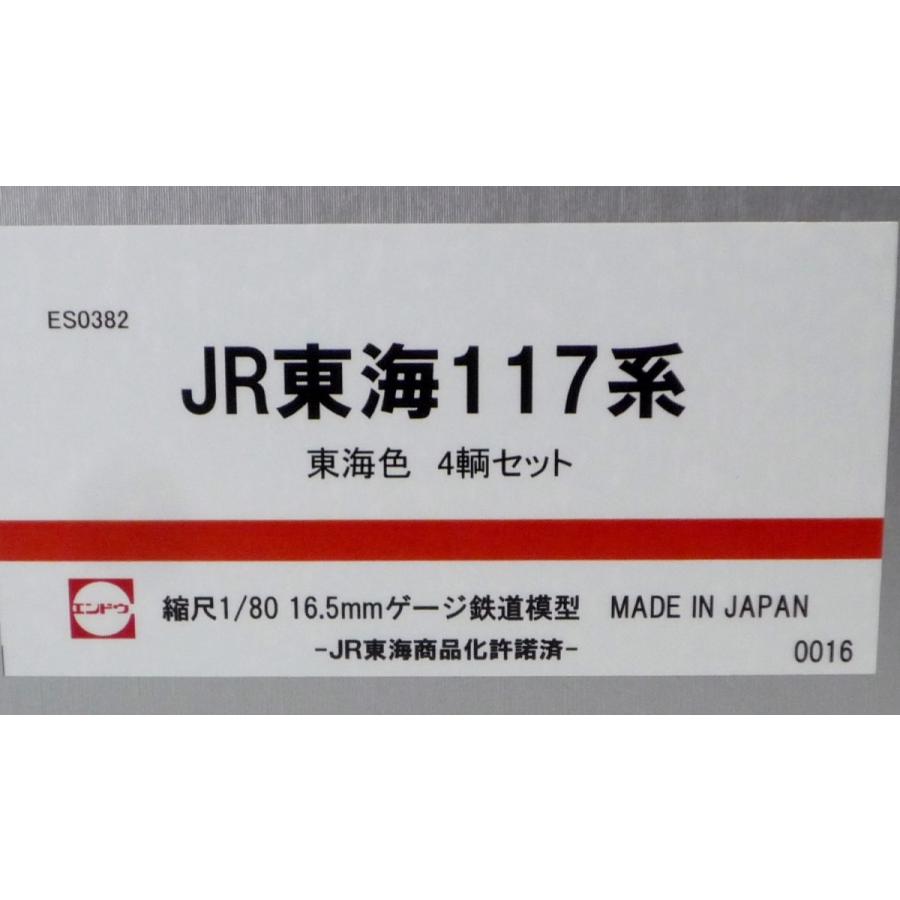 ES0382
JR東海117系
東海色 4輌セット
エンドウ 縮尺1/80 16.5mmゲージ鉄道模型 MADE IN JAPAN
-JR東海商品化許諾済-
0016